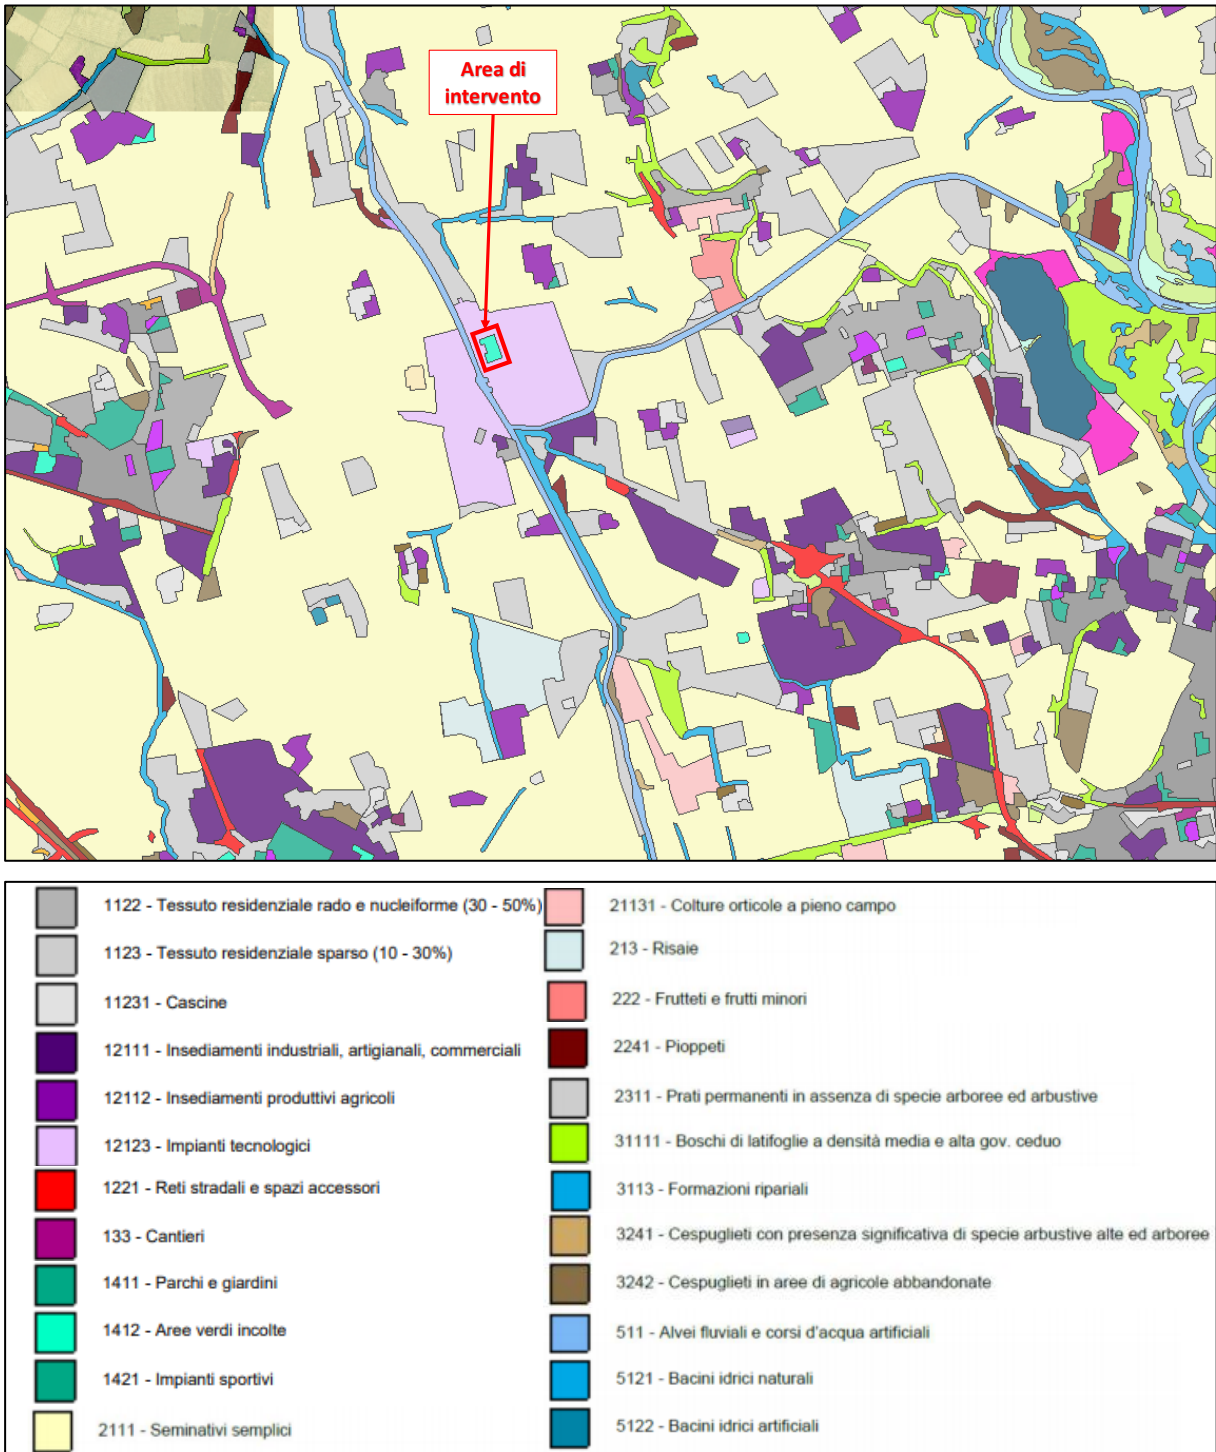 Area di
intervento
1122 - Tessuto residenziale rado e nucleiforme (30 - 50%)
1123 - Tessuto residenziale sparso (10 - 30%)
11231 - Cascine
12111 - Insediamenti industriali, artigianali, commerciali
12112 - Insediamenti produttivi agricoli
12123 - Impianti tecnologici
1221 - Reti stradali e spazi accessori
133 - Cantieri
1411 - Parchi e giardini
1412 - Aree verdi incolte
1421 - Impianti sportivi
2111 - Seminativi semplici
21131 - Colture orticole a pieno campo
213 - Risaie
222 - Frutteti e frutti minori
2241 - Pioppeti
2311 - Prati permanenti in assenza di specie arboree ed arbustive
31111 - Boschi di latifoglie a densità media e alta gov. ceduo
3113 - Formazioni ripariali
3241 - Cespuglieti con presenza significativa di specie arbustive alte ed arboree
3242 - Cespuglieti in aree di agricole abbandonate
511 - Alvei fluviali e corsi d'acqua artificiali
5121 - Bacini idrici naturali
5122 - Bacini idrici artificiali